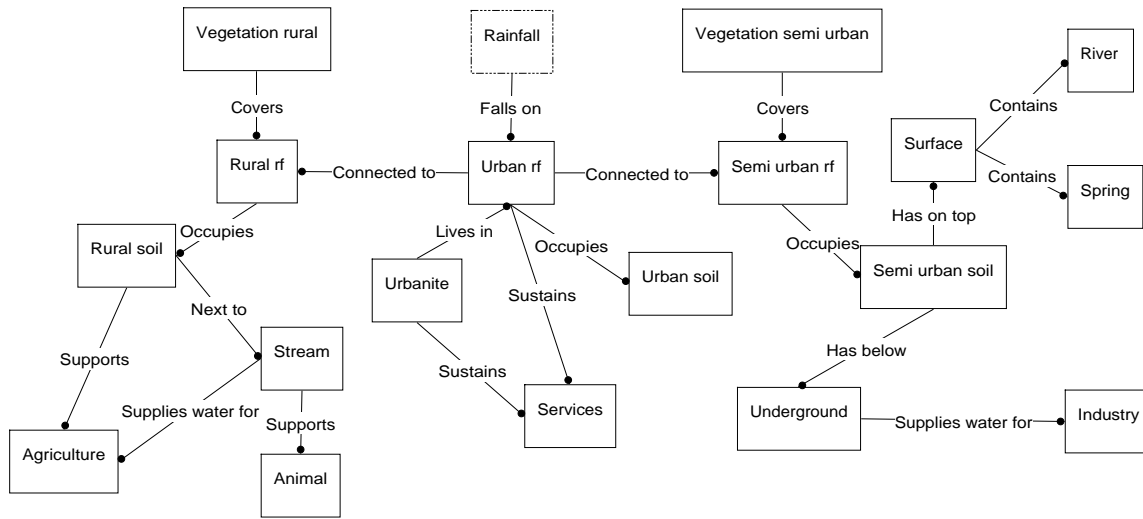 Vegetation rural
Rainfall
Vegetation semi urban
River
Covers
Falls on
Covers
Contains
Rural rf
Urban rf
Semi urban rf
Surface
Connected to
Connected to
Contains
Spring
Has on top
Rural soil
Occupies
Lives in
Occupies
Occupies
Urbanite
Urban soil
Semi urban soil
Next to
Sustains
Supports
Stream
Has below
Sustains
Supplies water for
Supports
Services
Underground
Supplies water for
Industry
Agriculture
Animal